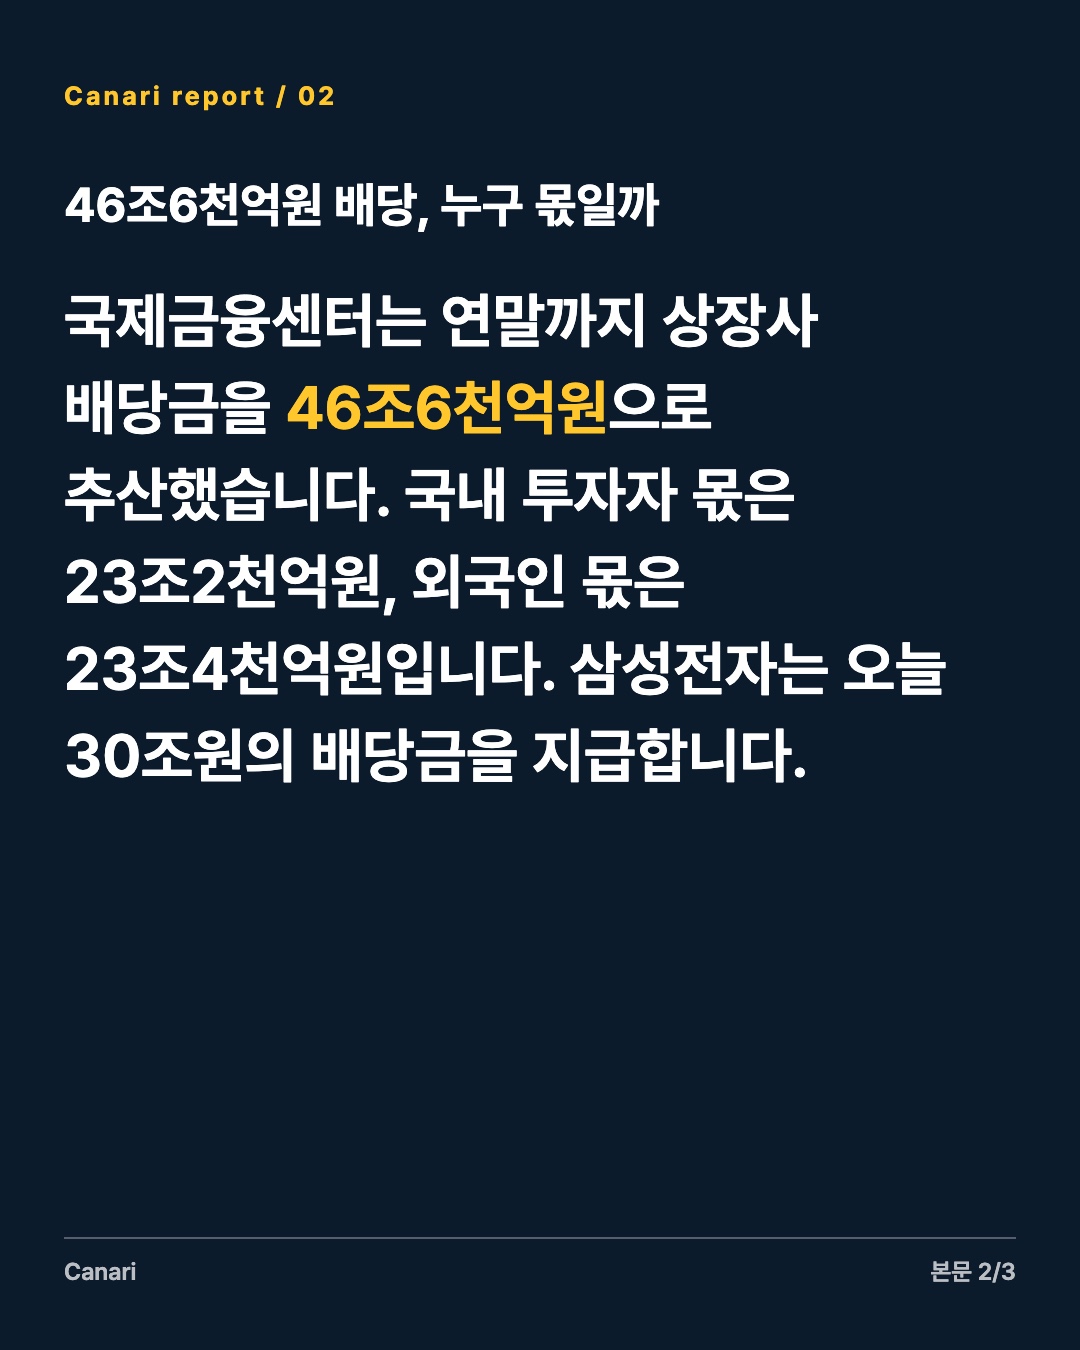 Canari report / 02
46조6천억원 배당, 누구 몫일까
국제금융센터는 연말까지 상장사
배당금을 46조6천억원으로
추산했습니다. 국내 투자자 몫은
23조2천억원, 외국인 몫은
23조4천억원입니다. 삼성전자는 오늘
30조원의 배당금을 지급합니다.
Canari
본문 2/3